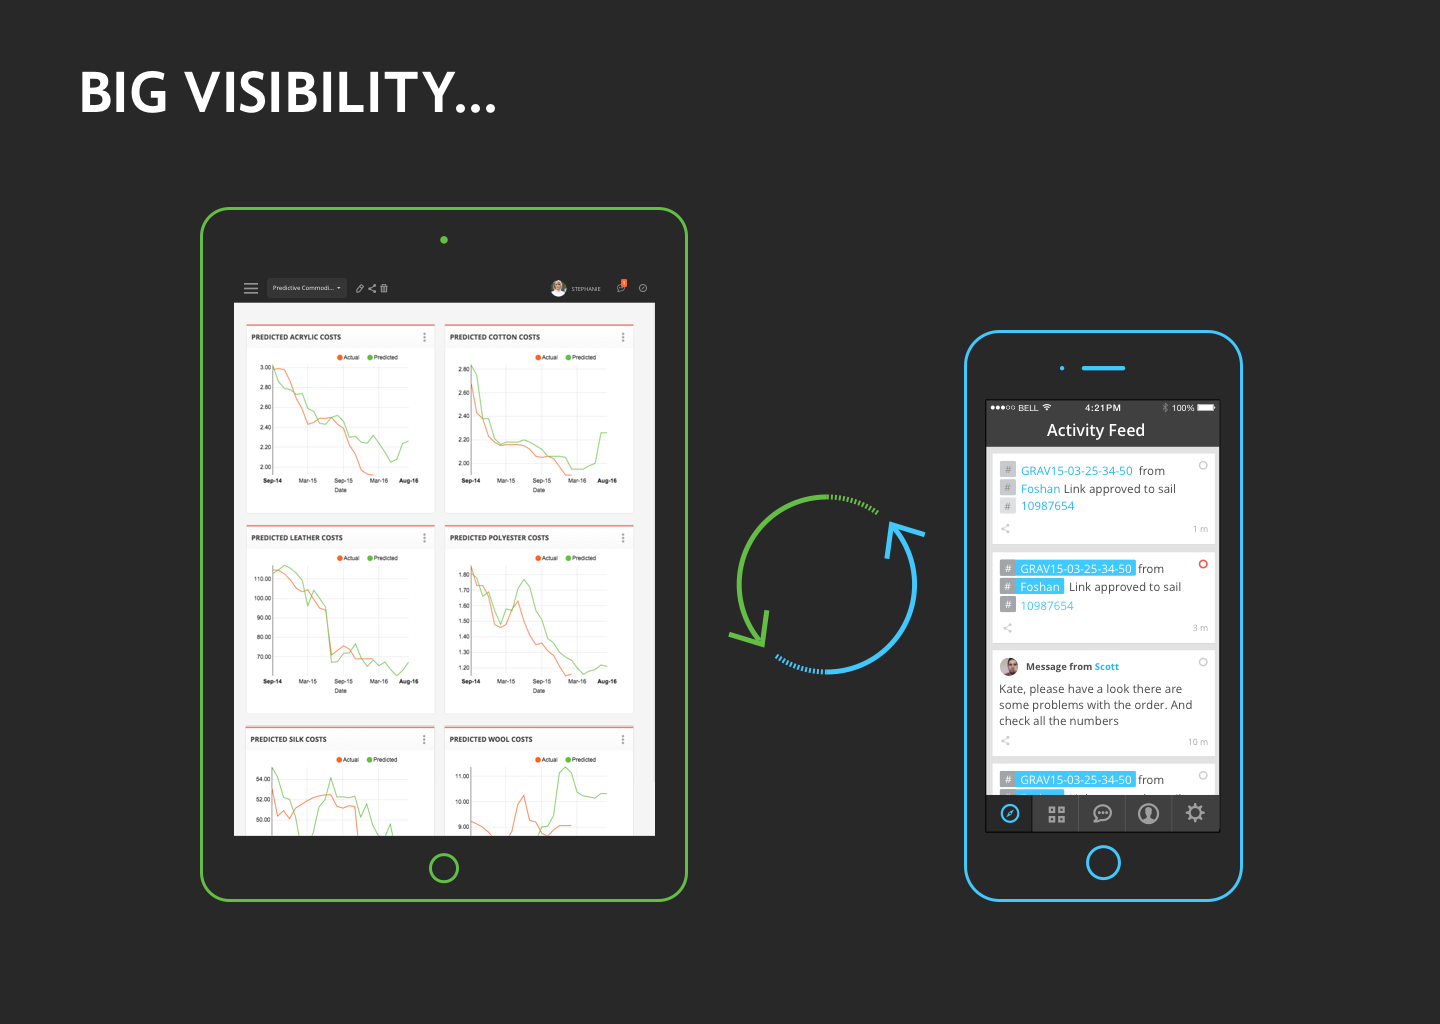 BIG VISIBILITY...
Predictive Commodi...
STEPHANIE
PREDICTED ACRYLIC COSTS
Actual Predicted
3.00
2.80
2.60
2.40
2.20
2.00
Sep-14 Mar-15 Sep-15 Mar-16 Aug-16
Date
PREDICTED COTTON COSTS
Actual Predicted
2.80
2.60
2.40
2.20
2.00
Sep-14 Mar-15 Sep-15 Mar-16 Aug-16
Date
PREDICTED LEATHER COSTS
Actual Predicted
110.00
100.00
90.00
80.00
70.00
Sep-14 Mar-15 Sep-15 Mar-16 Aug-16
Date
PREDICTED POLYESTER COSTS
Actual Predicted
1.80
1.70
1.60
1.50
1.40
1.30
1.20
Sep-14 Mar-15 Sep-15 Mar-16 Aug-16
Date
PREDICTED SILK COSTS
Actual Predicted
54.00
52.00
50.00
PREDICTED WOOL COSTS
Actual Predicted
11.00
10.00
9.00
BELL 4:21PM 100%
Activity Feed
# GRAV15-03-25-34-50 from
# Foshan Link approved to sail
# 10987654
1 m
# GRAV15-03-25-34-50 from
# Foshan Link approved to sail
# 10987654
3 m
Message from Scott
Kate, please have a look there are
some problems with the order. And
check all the numbers
10 m
# GRAV15-03-25-34-50 from